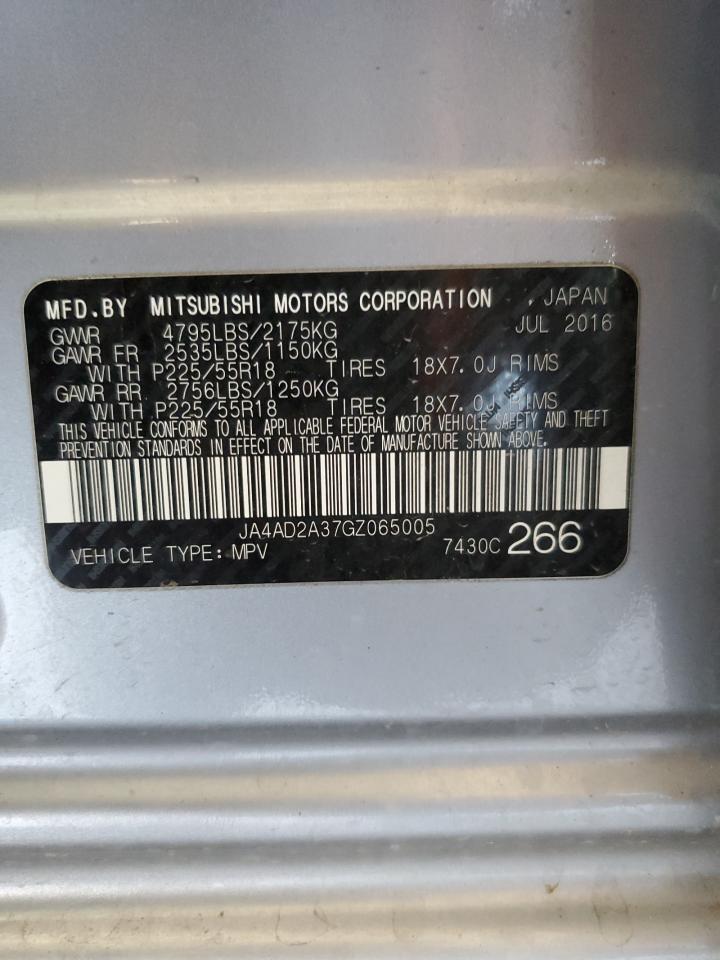 MFD.BY MITSUBISHI MOTORS CORPORATION , JAPAN
GVWR 4795LBS/2175KG JUL 2016
GAWR FR 2535LBS/1150KG
WITH P225/55R18 TIRES 18X7.0J RIMS
GAWR RR 2756LBS/1250KG
WITH P225/55R18 TIRES 18X7.0J RIMS
THIS VEHICLE CONFORMS TO ALL APPLICABLE FEDERAL MOTOR VEHICLE SAFETY AND THEFT
PREVENTION STANDARDS IN EFFECT ON THE DATE OF MANUFACTURE SHOWN ABOVE.
JA4AD2A37GZ065005
VEHICLE TYPE: MPV 7430C 266